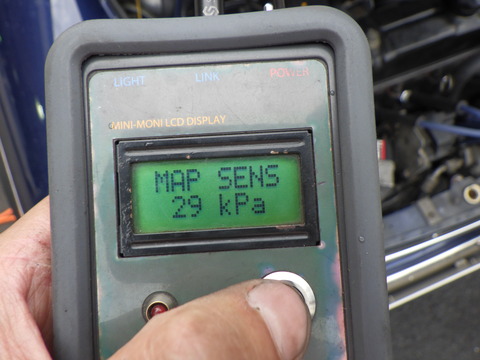 LIGHT LINK POWER
MINI-MONI LCD DISPLAY
MAP SENS
29 kPa